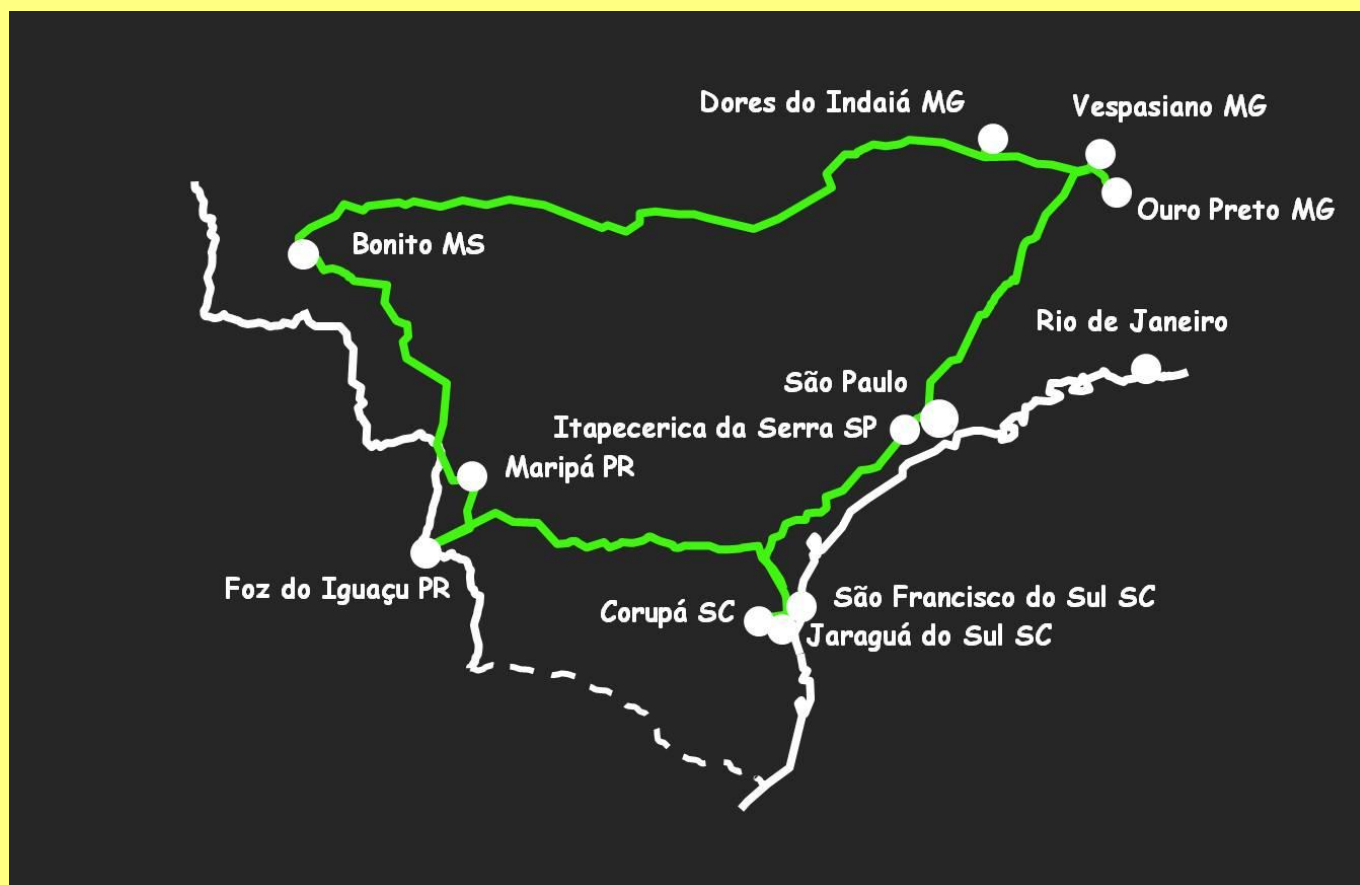 Dores do Indaiá MG
Vespasiano MG
Ouro Preto MG
Bonito MS
Rio de Janeiro
São Paulo
Itapecerica da Serra SP
Maripá PR
Foz do Iguaçu PR
São Francisco do Sul SC
Corupá SC
Jaraguá do Sul SC